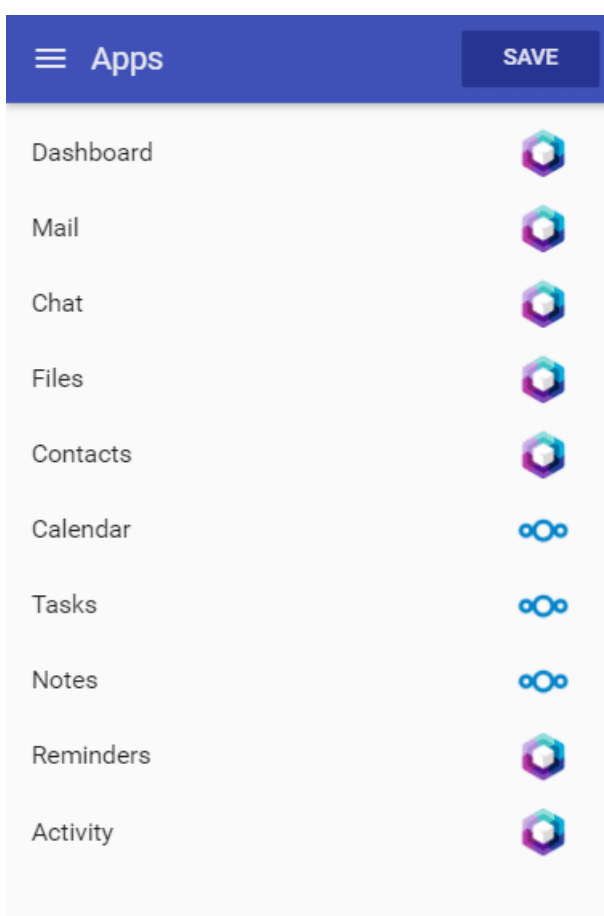 Apps
SAVE
Dashboard
Mail
Chat
Files
Contacts
Calendar
Tasks
Notes
Reminders
Activity